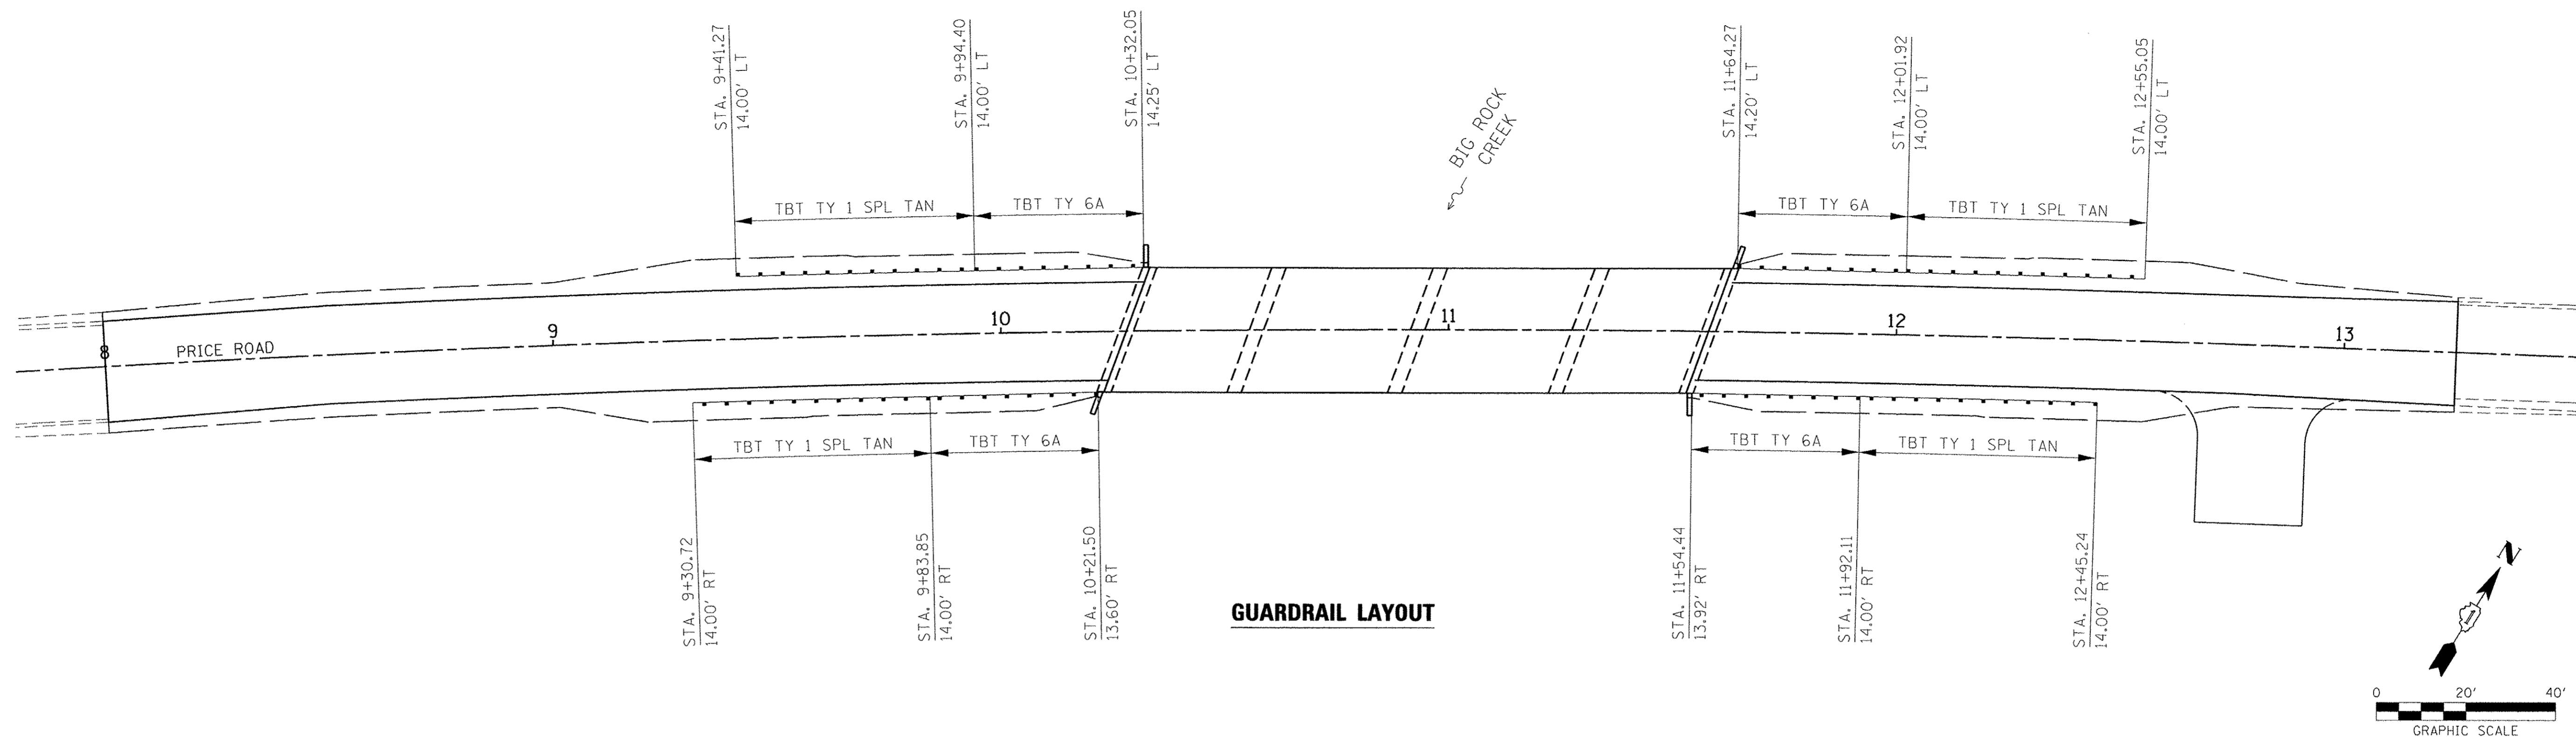 STA. 9+41.27
14.00' LT
STA. 9+94.40
14.00' LT
STA. 10+32.05
14.25' LT
STA. 11+64.27
14.20' LT
STA. 12+01.92
14.00' LT
STA. 12+55.05
14.00' LT
BIG ROCK
CREEK
TBT TY 1 SPL TAN
TBT TY 6A
TBT TY 6A
TBT TY 1 SPL TAN
8
PRICE ROAD
9
10
11
12
13
TBT TY 1 SPL TAN
TBT TY 6A
TBT TY 6A
TBT TY 1 SPL TAN
STA. 9+30.72
14.00' RT
STA. 9+83.85
14.00' RT
STA. 10+21.50
13.60' RT
STA. 11+54.44
13.92' RT
STA. 11+92.11
14.00' RT
STA. 12+45.24
14.00' RT
GUARDRAIL LAYOUT
N
0 20' 40'
GRAPHIC SCALE